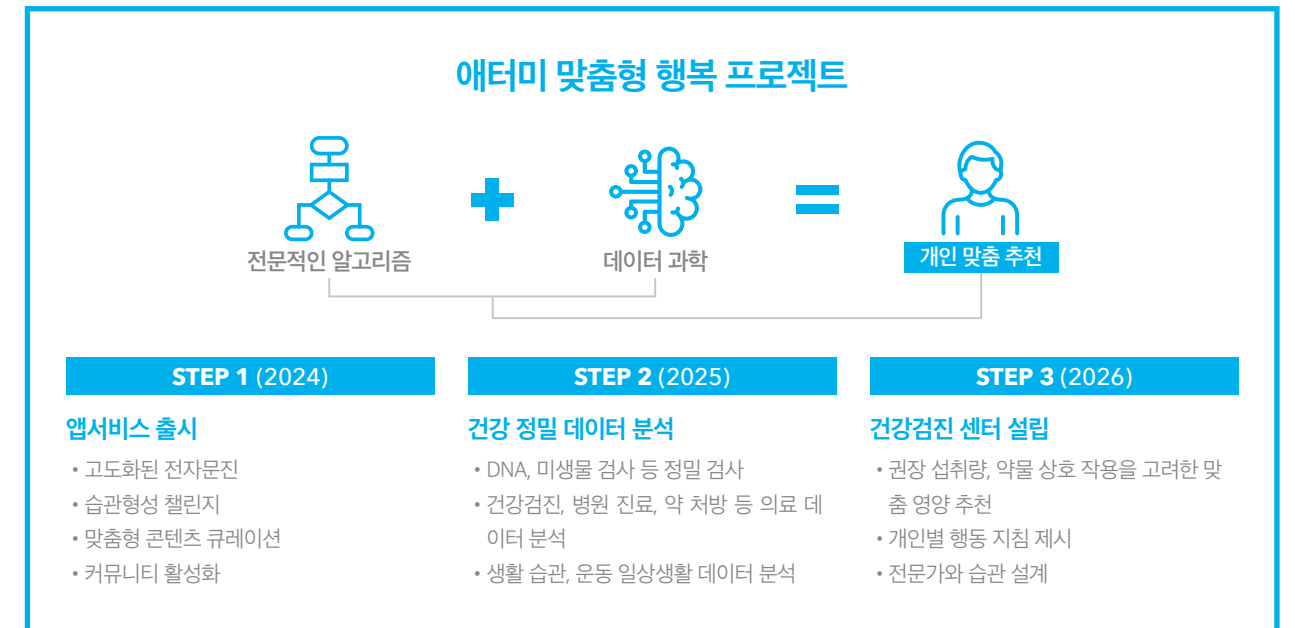 애터미 맞춤형 행복 프로젝트
전문적인 알고리즘
데이터 과학
개인 맞춤 추천
STEP 1 (2024)
앱서비스 출시
• 고도화된 전자문진
• 습관형성 챌린지
• 맞춤형 콘텐츠 큐레이션
• 커뮤니티 활성화
STEP 2 (2025)
건강 정밀 데이터 분석
• DNA, 미생물 검사 등 정밀 검사
• 건강검진, 병원 진료, 약 처방 등 의료 데
이터 분석
• 생활 습관, 운동 일상생활 데이터 분석
STEP 3 (2026)
건강검진 센터 설립
• 권장 섭취량, 약물 상호 작용을 고려한 맞
춤 영양 추천
• 개인별 행동 지침 제시
• 전문가와 습관 설계